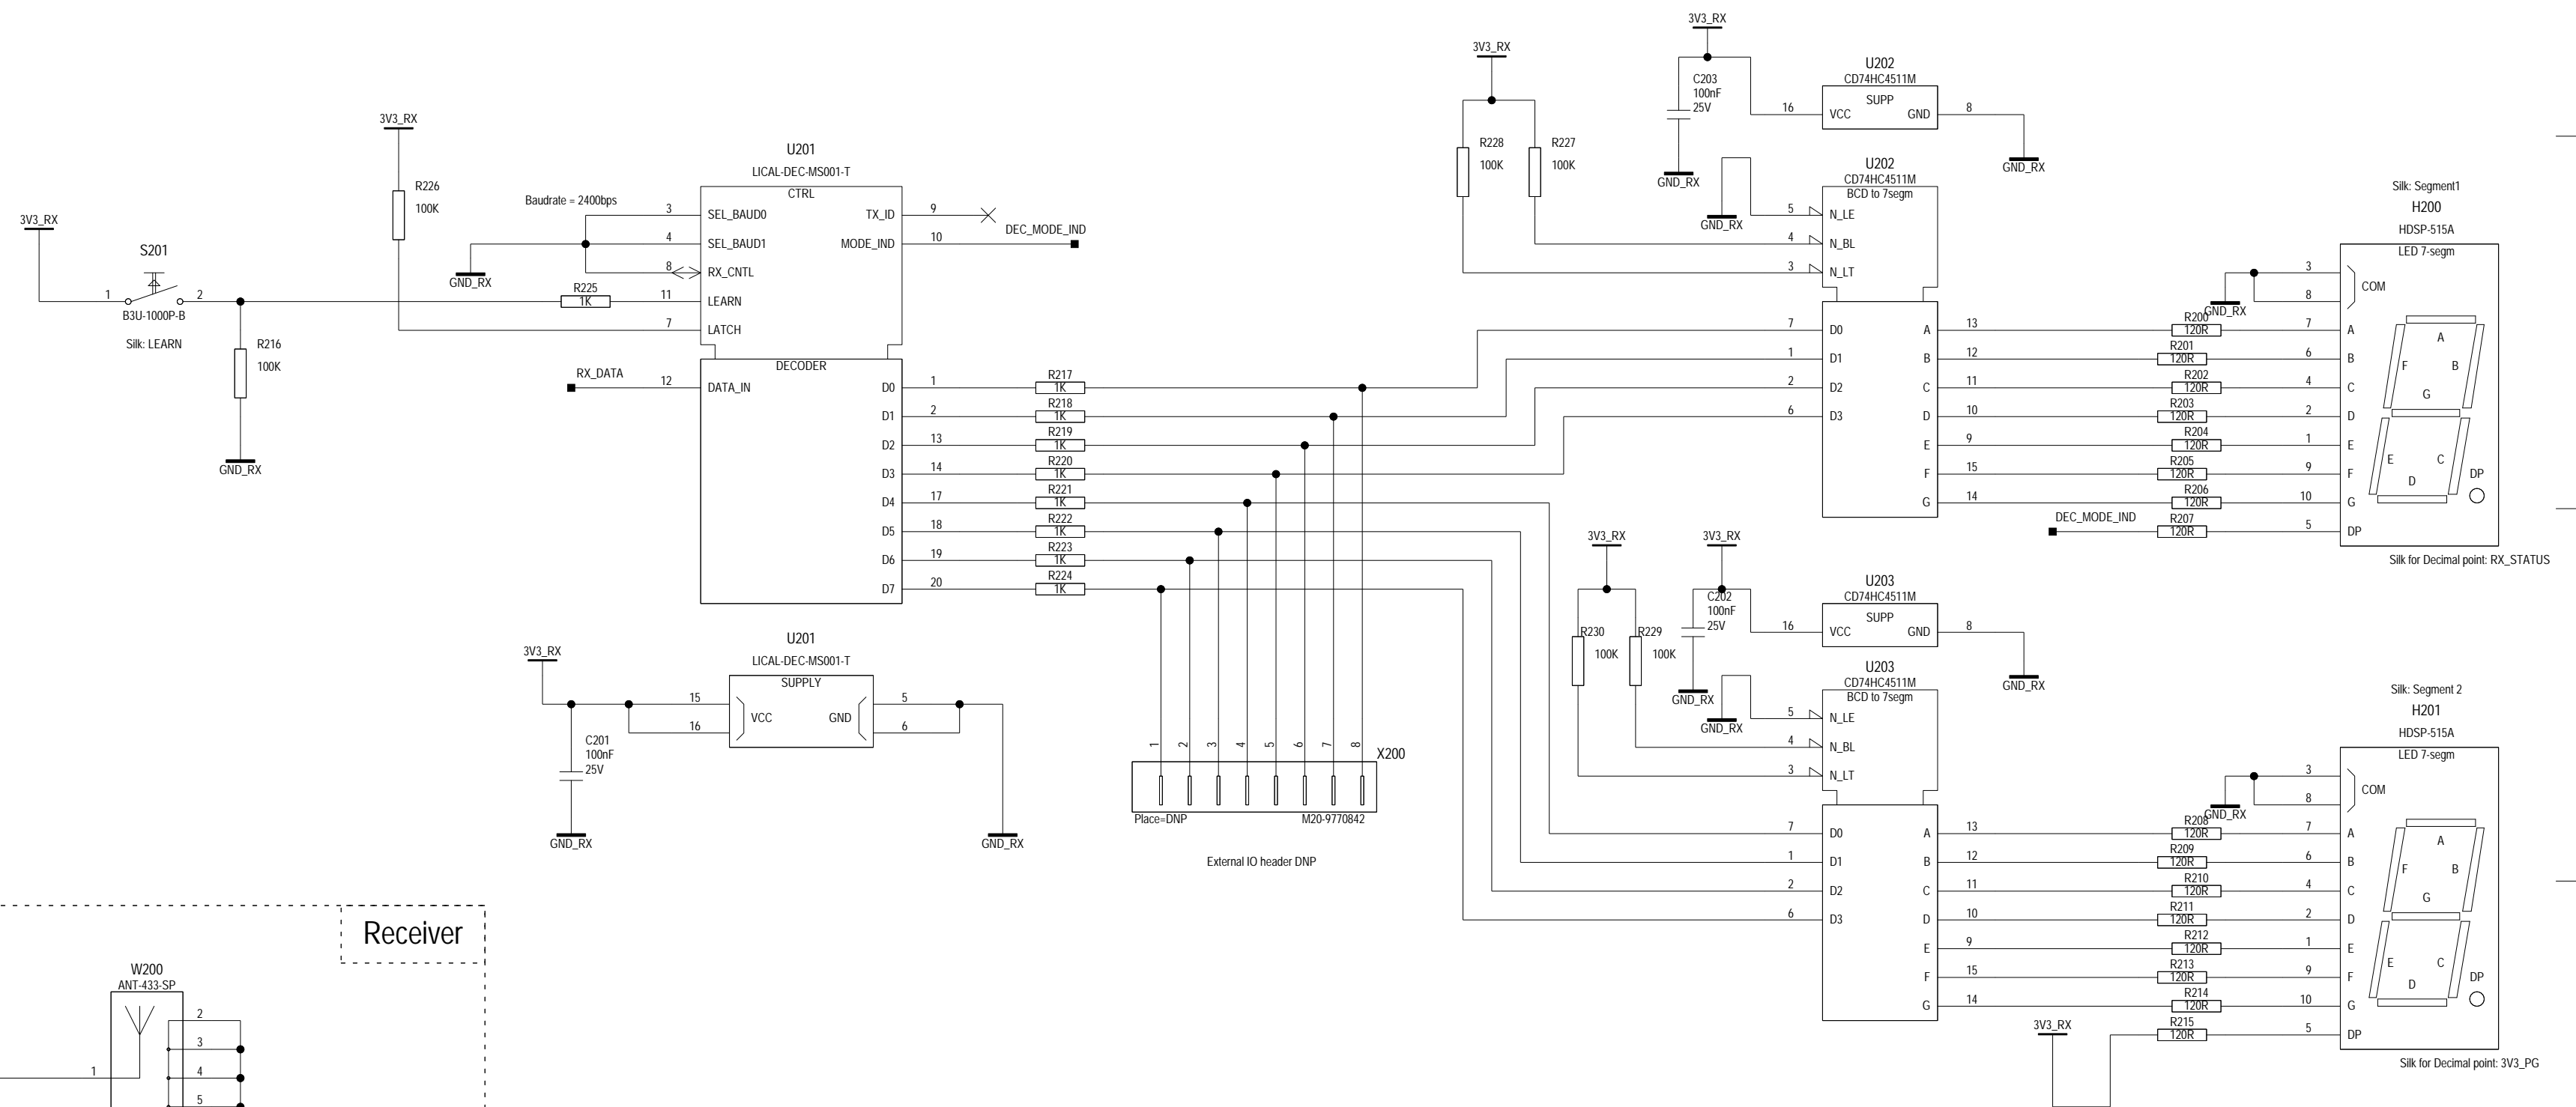 3V3_RX
S201
1
2
B3U-1000P-B
Silk: LEARN
R216
100K
GND_RX
3V3_RX
R226
100K
Baudrate = 2400bps
GND_RX
R225
1K
U201
LICAL-DEC-MS001-T
CTRL
3 SEL_BAUD0 TX_ID 9
4 SEL_BAUD1 MODE_IND 10
DEC_MODE_IND
8 RX_CNTL
11 LEARN
7 LATCH
DECODER
RX_DATA
12 DATA_IN
D0 1 R217 1K
D1 2 R218 1K
D2 13 R219 1K
D3 14 R220 1K
D4 17 R221 1K
D5 18 R222 1K
D6 19 R223 1K
D7 20 R224 1K
U201
LICAL-DEC-MS001-T
SUPPLY
3V3_RX
15
16
VCC
GND
5
6
C201
100nF
25V
GND_RX
GND_RX
1 2 3 4 5 6 7 8
X200
Place=DNP
M20-9770842
External IO header DNP
3V3_RX
R228
100K
R227
100K
3V3_RX
C203
100nF
25V
GND_RX
U202
CD74HC4511M
SUPP
16 VCC GND 8
GND_RX
U202
CD74HC4511M
BCD to 7segm
GND_RX
5 N_LE
4 N_BL
3 N_LT
7 D0 A 13
1 D1 B 12
2 D2 C 11
6 D3 D 10
E 9
F 15
G 14
Silk: Segment1
H200
HDSP-515A
LED 7-segm
3
8
COM
GND_RX
R200 120R 7 A
R201 120R 6 B
R202 120R 4 C
R203 120R 2 D
R204 120R 1 E
R205 120R 9 F
R206 120R 10 G
DEC_MODE_IND
R207 120R 5 DP
A
F B
G
E C
D
DP
Silk for Decimal point: RX_STATUS
3V3_RX
R230
100K
R229
100K
3V3_RX
C202
100nF
25V
GND_RX
U203
CD74HC4511M
SUPP
16 VCC GND 8
GND_RX
U203
CD74HC4511M
BCD to 7segm
GND_RX
5 N_LE
4 N_BL
3 N_LT
7 D0 A 13
1 D1 B 12
2 D2 C 11
6 D3 D 10
E 9
F 15
G 14
Silk: Segment 2
H201
HDSP-515A
LED 7-segm
3
8
COM
GND_RX
R208 120R 7 A
R209 120R 6 B
R210 120R 4 C
R211 120R 2 D
R212 120R 1 E
R213 120R 9 F
R214 120R 10 G
3V3_RX
R215 120R 5 DP
A
F B
G
E C
D
DP
Silk for Decimal point: 3V3_PG
Receiver
W200
ANT-433-SP
1
2
3
4
5